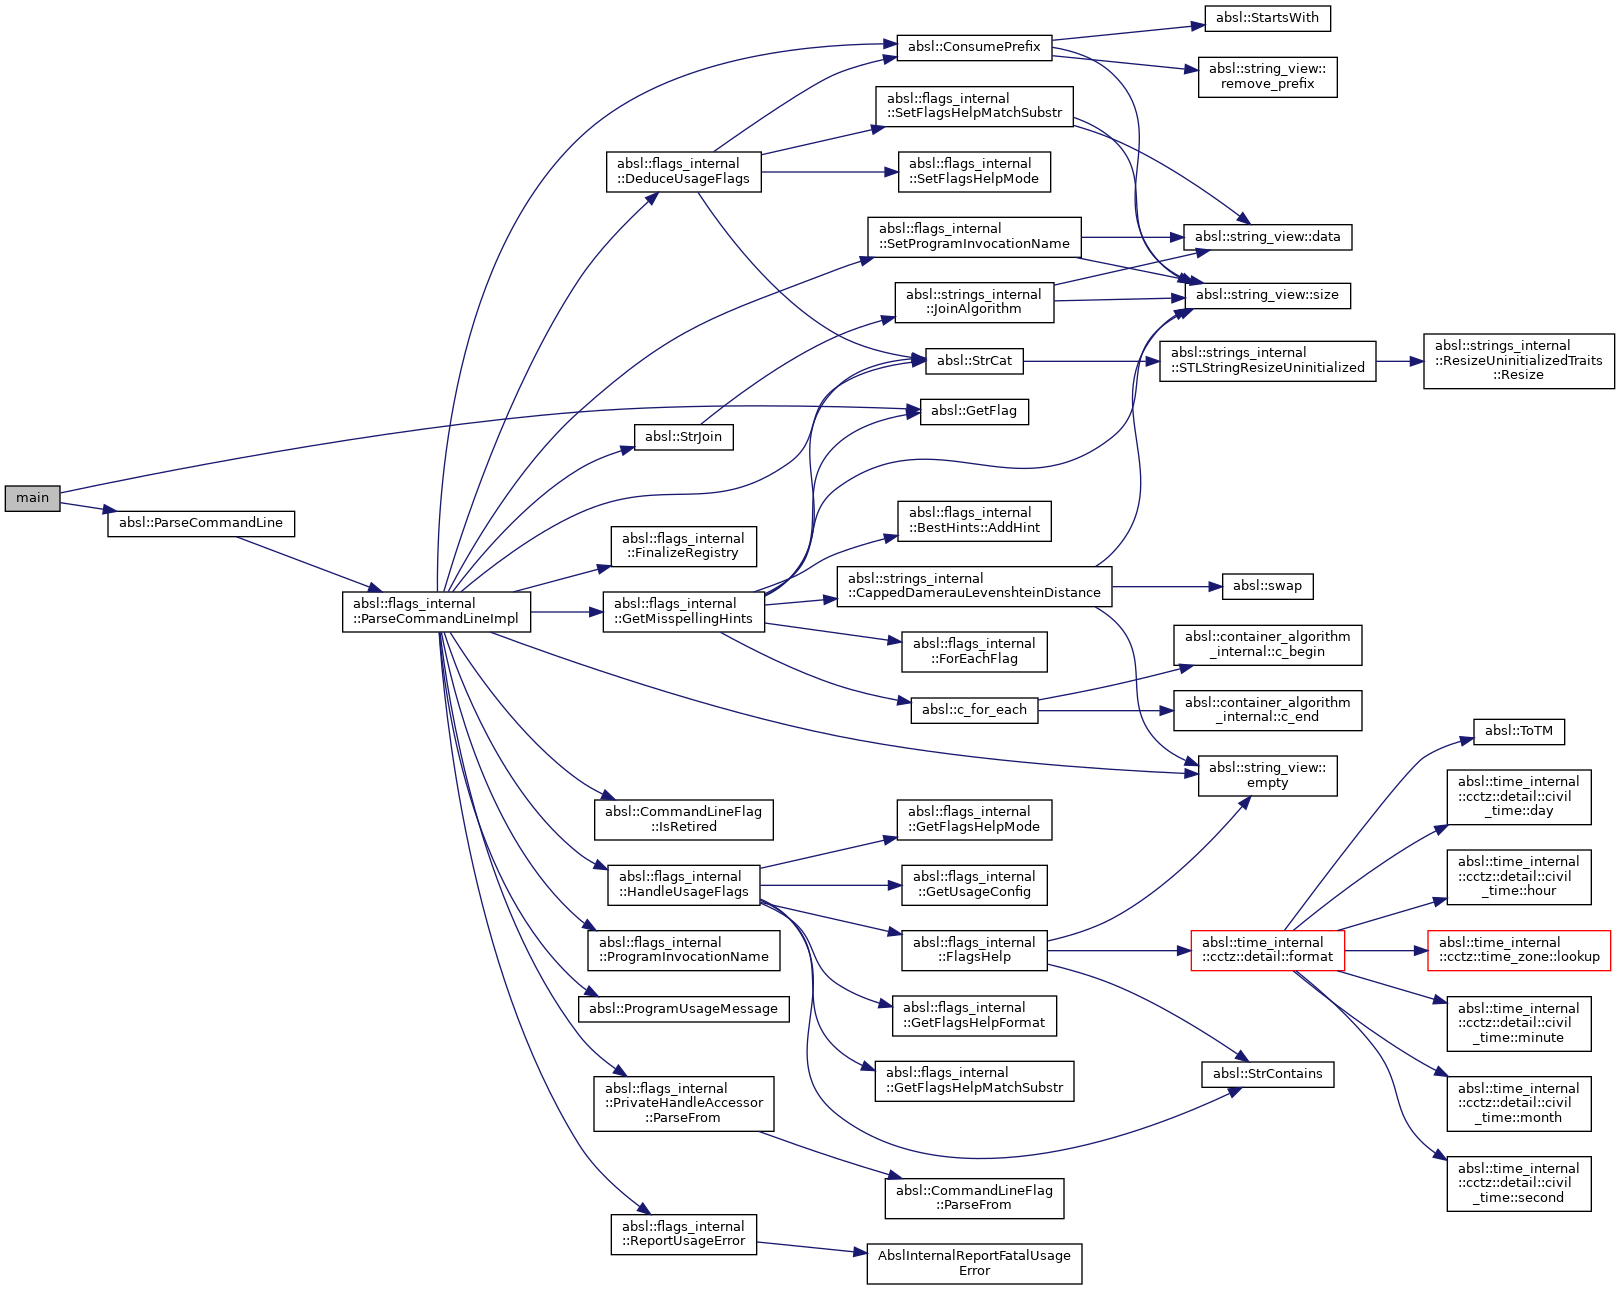 main
absl::ParseCommandLine
absl::flags_internal
::ParseCommandLineImpl
absl::ConsumePrefix
absl::StartsWith
absl::string_view::
remove_prefix
absl::flags_internal
::DeduceUsageFlags
absl::flags_internal
::SetFlagsHelpMatchSubstr
absl::flags_internal
::SetFlagsHelpMode
absl::flags_internal
::SetProgramInvocationName
absl::string_view::data
absl::strings_internal
::JoinAlgorithm
absl::string_view::size
absl::StrCat
absl::strings_internal
::STLStringResizeUninitialized
absl::strings_internal
::ResizeUninitializedTraits
::Resize
absl::GetFlag
absl::StrJoin
absl::flags_internal
::FinalizeRegistry
absl::flags_internal
::BestHints::AddHint
absl::flags_internal
::GetMisspellingHints
absl::strings_internal
::CappedDamerauLevenshteinDistance
absl::swap
absl::flags_internal
::ForEachFlag
absl::container_algorithm
_internal::c_begin
absl::c_for_each
absl::container_algorithm
_internal::c_end
absl::string_view::
empty
absl::CommandLineFlag
::IsRetired
absl::flags_internal
::HandleUsageFlags
absl::flags_internal
::GetFlagsHelpMode
absl::flags_internal
::GetUsageConfig
absl::flags_internal
::FlagsHelp
absl::time_internal
::cctz::detail::format
absl::ToTM
absl::time_internal
::cctz::detail::civil
_time::day
absl::time_internal
::cctz::detail::civil
_time::hour
absl::time_internal
::cctz::time_zone::lookup
absl::time_internal
::cctz::detail::civil
_time::minute
absl::time_internal
::cctz::detail::civil
_time::month
absl::time_internal
::cctz::detail::civil
_time::second
absl::flags_internal
::ProgramInvocationName
absl::flags_internal
::GetFlagsHelpFormat
absl::ProgramUsageMessage
absl::flags_internal
::GetFlagsHelpMatchSubstr
absl::StrContains
absl::flags_internal
::PrivateHandleAccessor
::ParseFrom
absl::CommandLineFlag
::ParseFrom
absl::flags_internal
::ReportUsageError
AbslInternalReportFatalUsage
Error